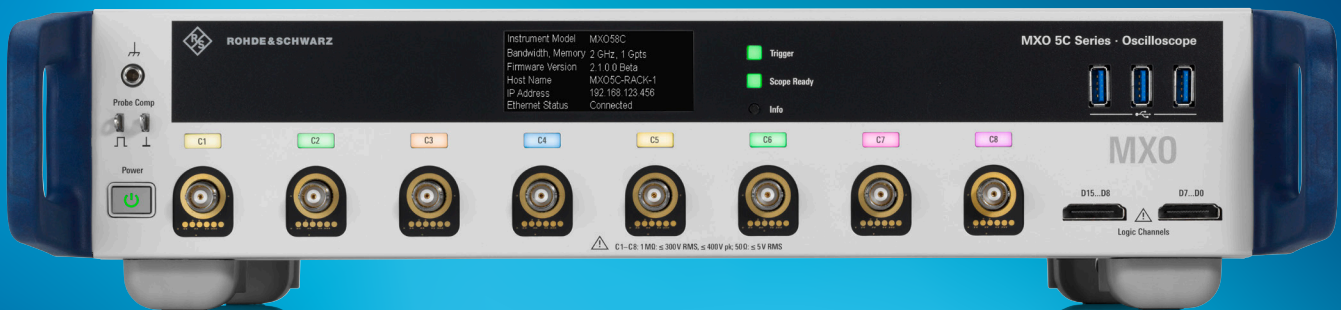 R&S
ROHDE & SCHWARZ
Instrument Model MXO58C
Bandwidth, Memory 2 GHz, 1 Gpts
Firmware Version 2.1.0.0 Beta
Host Name MXO5C-RACK-1
IP Address 192.168.123.456
Ethernet Status Connected
Trigger
Scope Ready
Info
MXO 5C Series · Oscilloscope
Probe Comp
Power
C1
C2
C3
C4
C5
C6
C7
C8
MXO
D15...D8
D7...D0
Logic Channels
C1–C8: 1 MΩ: ≤ 300 V RMS, ≤ 400 V pk; 50 Ω: ≤ 5 V RMS